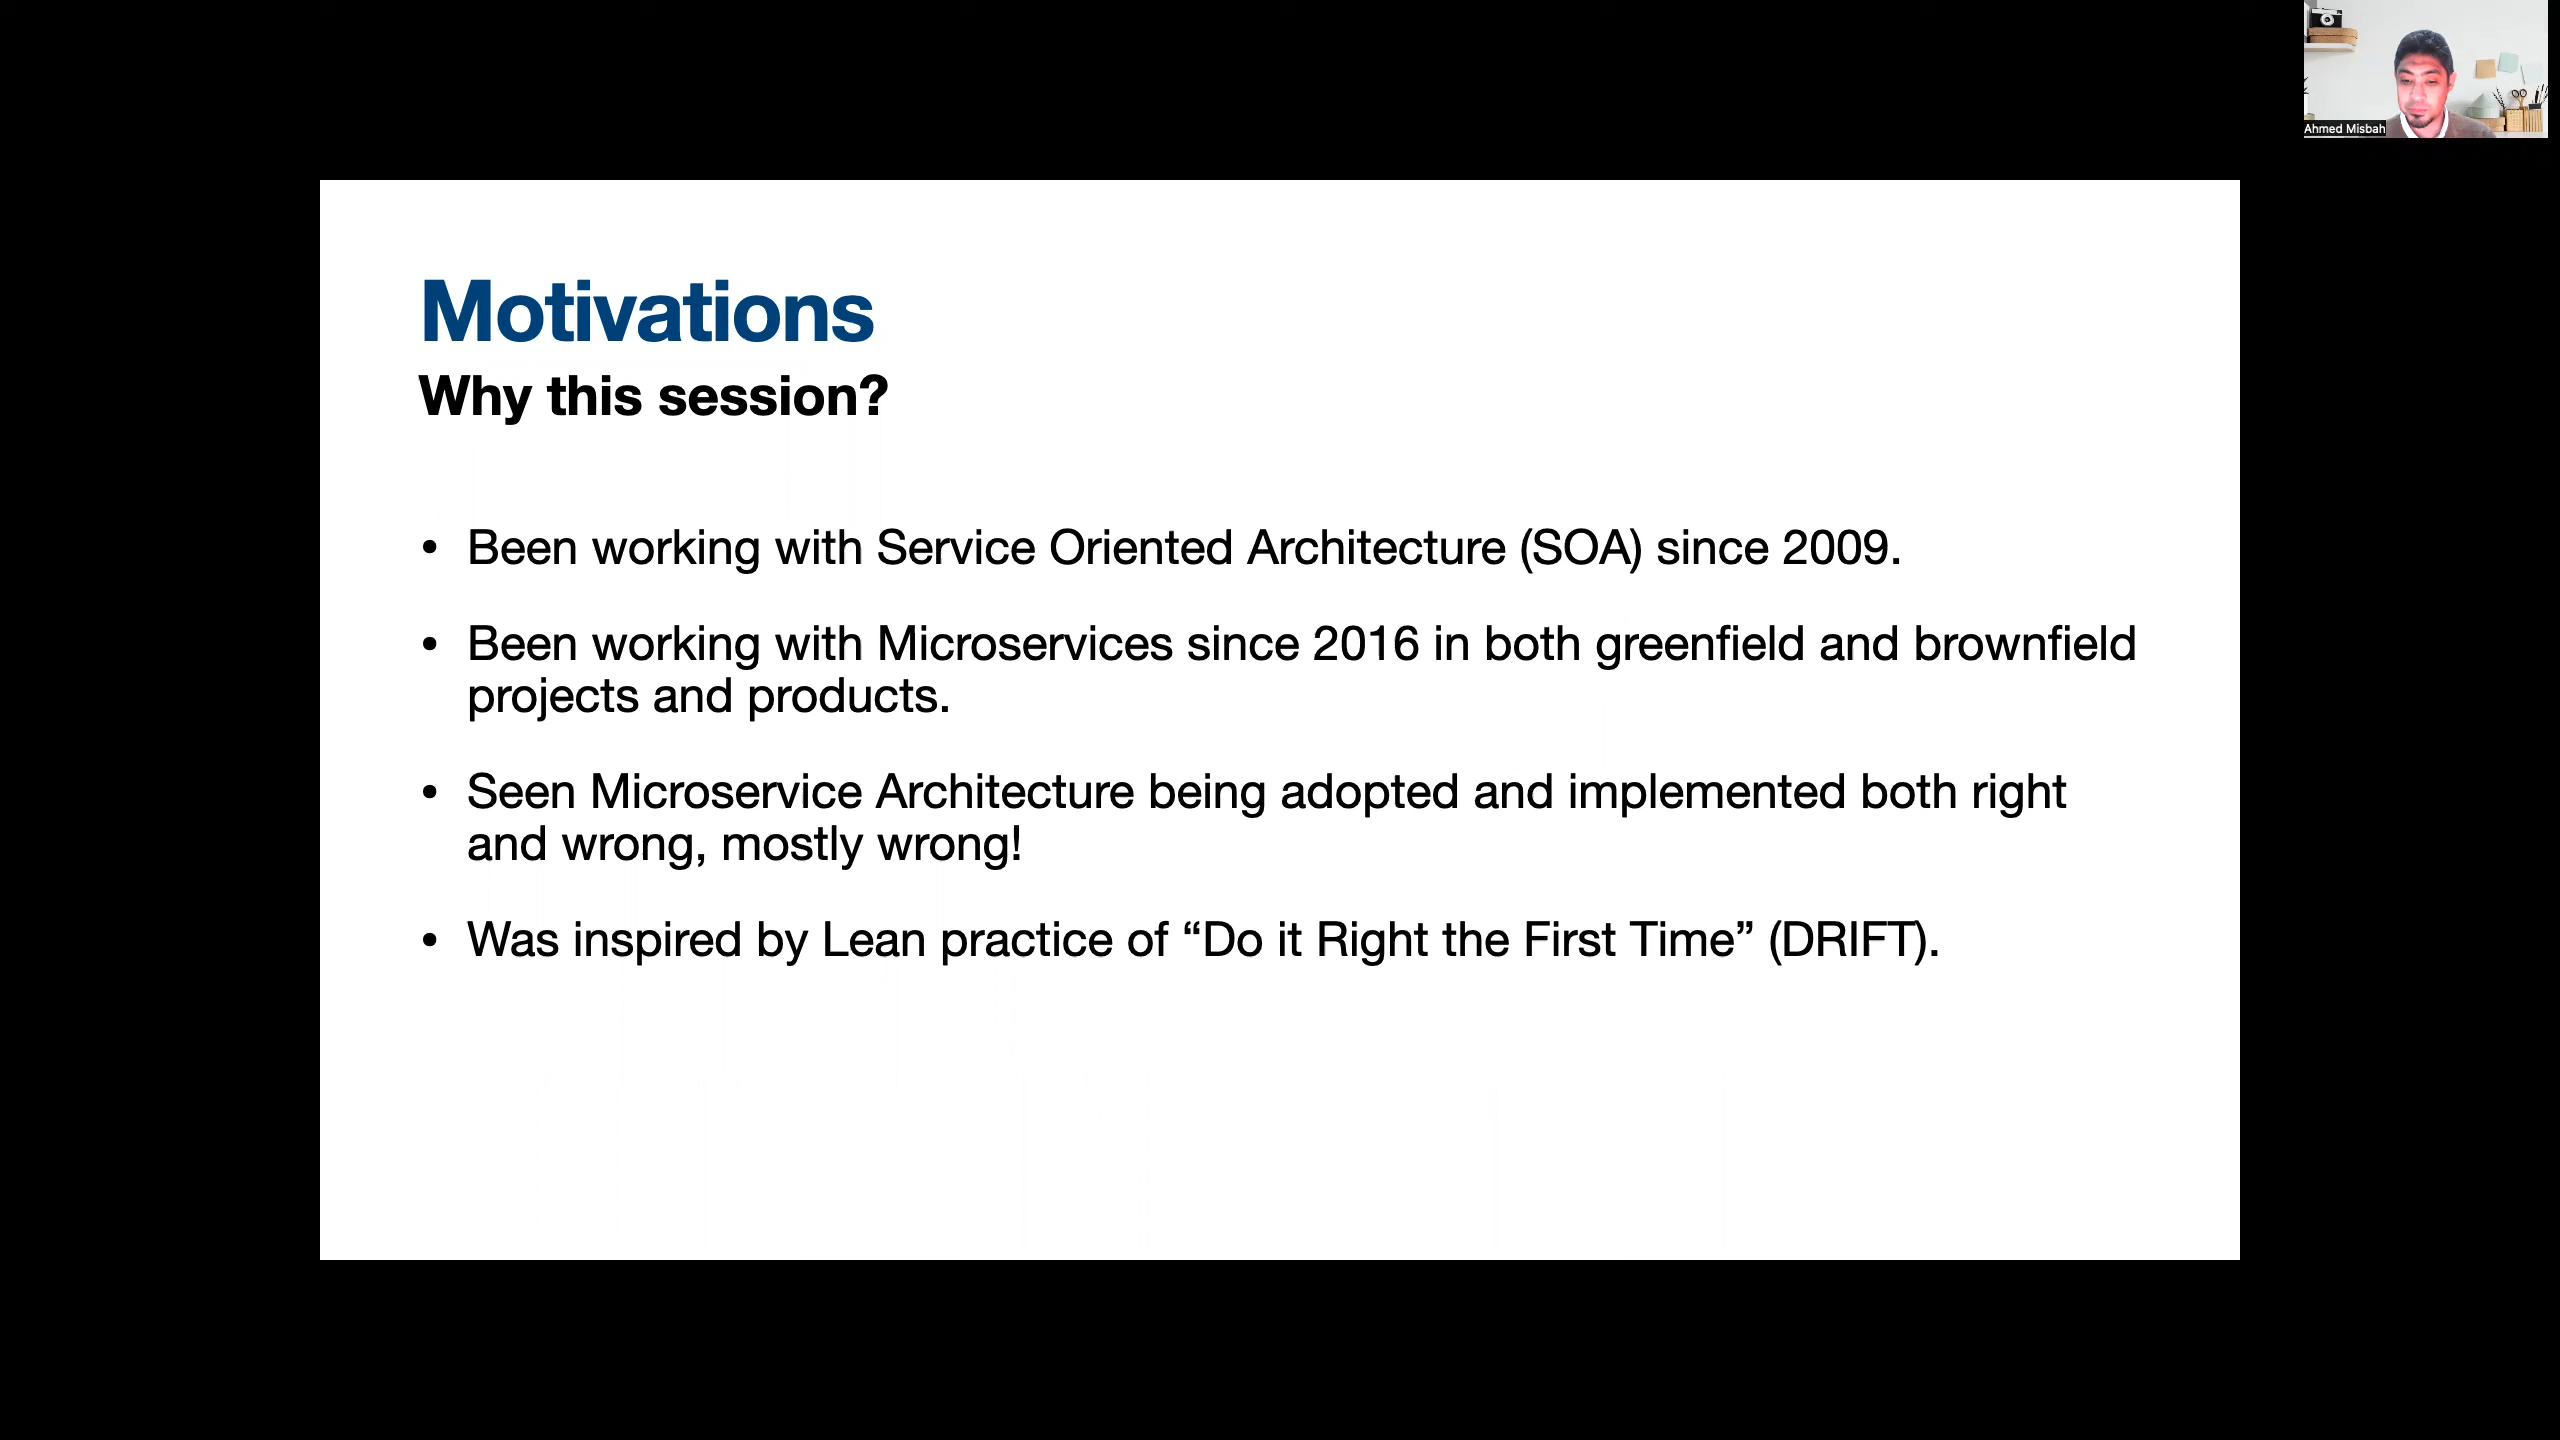 Ahmed Misbah
Motivations
Why this session?
• Been working with Service Oriented Architecture (SOA) since 2009.
• Been working with Microservices since 2016 in both greenfield and brownfield
projects and products.
• Seen Microservice Architecture being adopted and implemented both right
and wrong, mostly wrong!
• Was inspired by Lean practice of “Do it Right the First Time” (DRIFT).